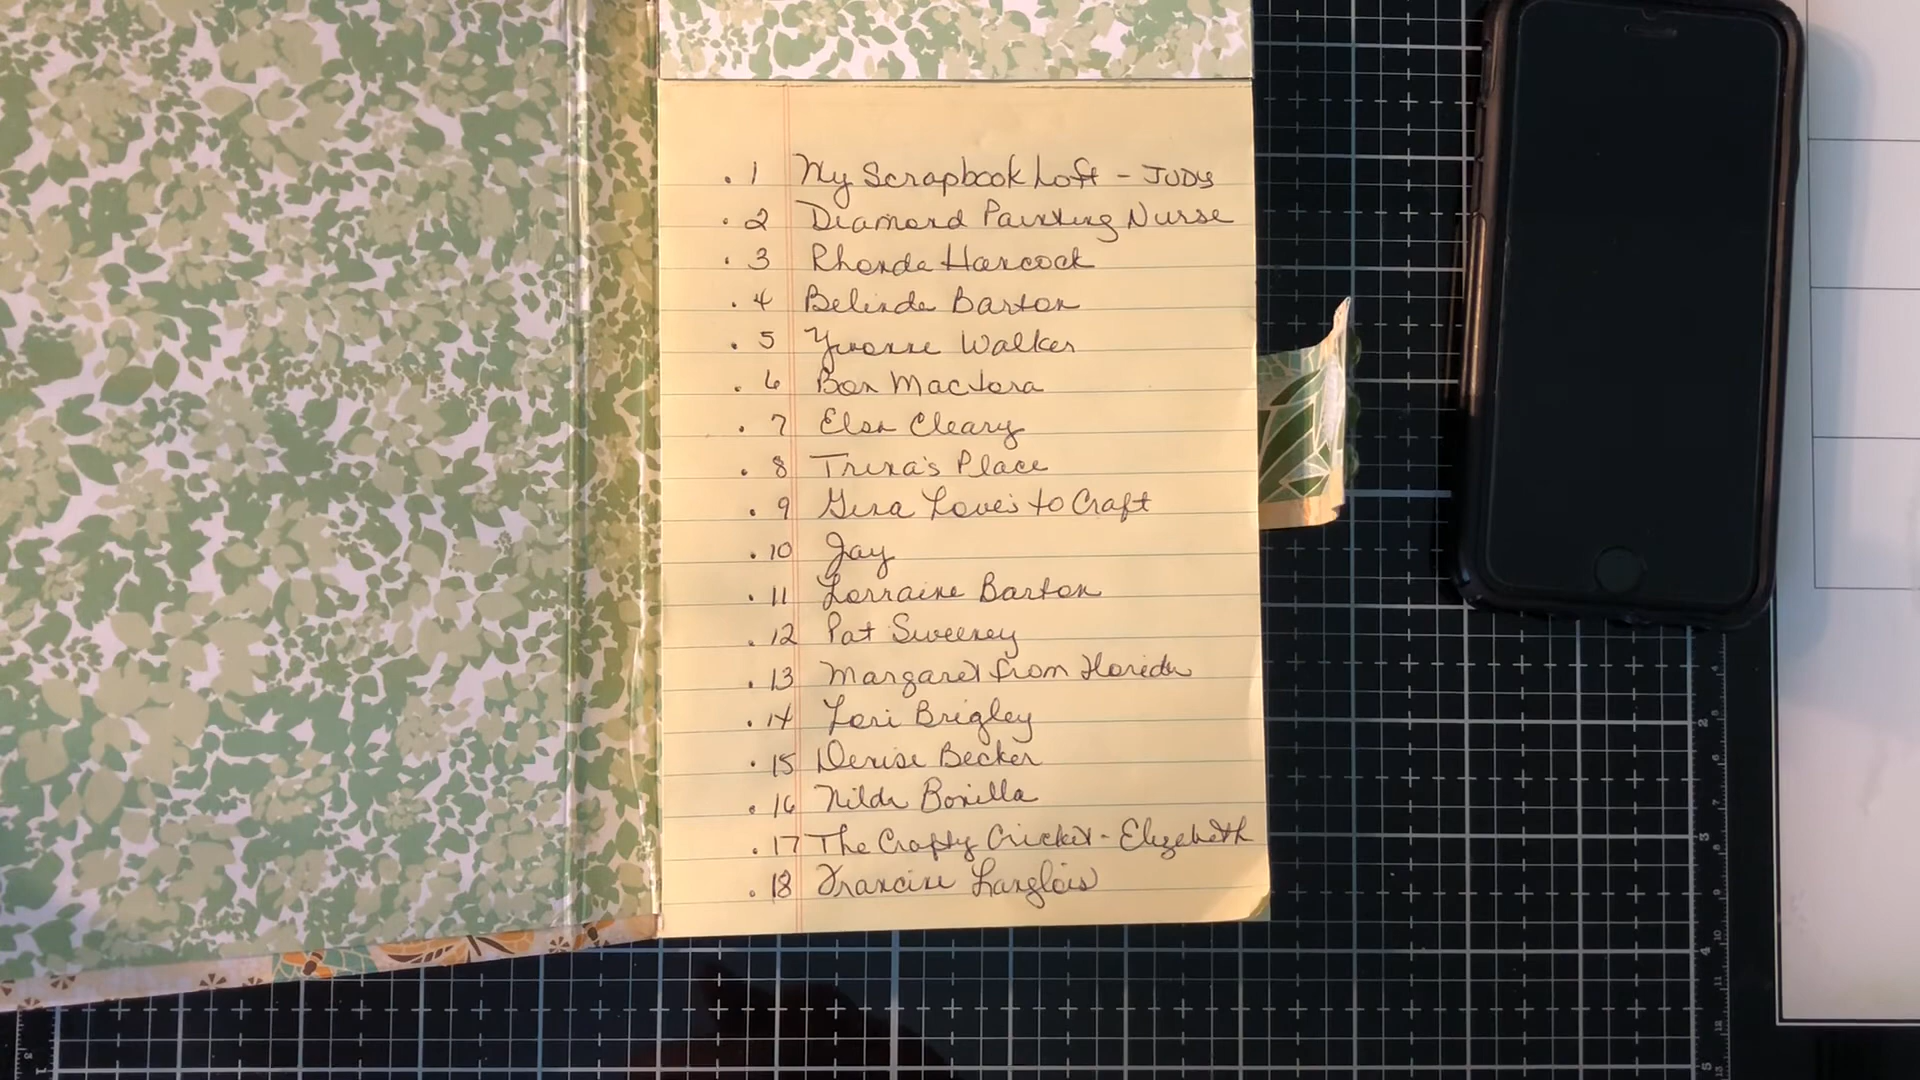 . 1 My Scrapbook Loft - JUDY
. 2 Diamond Painting Nurse
. 3 Rhonda Hancock
. 4 Belinda Barton
. 5 Yvonne Walker
. 6 Bon Mactora
. 7 Elsa Cleary
. 8 Trina's Place
. 9 Gina Loves to Craft
. 10 Jay
. 11 Lorraine Barton
. 12 Pat Sweeney
. 13 Margaret from Florida
. 14 Lori Brigley
. 15 Denise Becker
. 16 Nilda Bonilla
. 17 The Crafty Cricket - Elizabeth
. 18 Francine Langlois